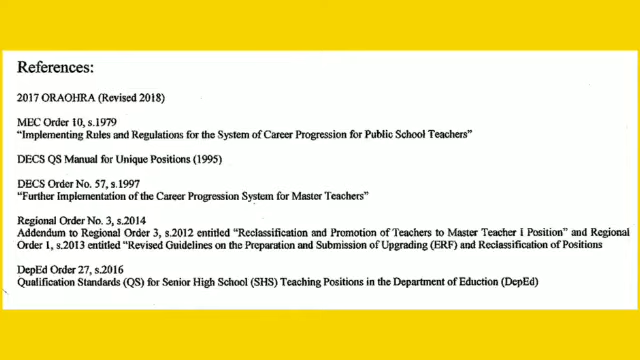 References:
2017 ORAOHRA (Revised 2018)
MEC Order 10, s.1979
“Implementing Rules and Regulations for the System of Career Progression for Public School Teachers”
DECS QS Manual for Unique Positions (1995)
DECS Order No. 57, s.1997
“Further Implementation of the Career Progression System for Master Teachers”
Regional Order No. 3, s.2014
Addendum to Regional Order 3, s.2012 entitled “Reclassification and Promotion of Teachers to Master Teacher I Position” and Regional
Order 1, s.2013 entitled “Revised Guidelines on the Preparation and Submission of Upgrading (ERF) and Reclassification of Positions
DepEd Order 27, s.2016
Qualification Standards (QS) for Senior High School (SHS) Teaching Positions in the Department of Eduction (DepEd)